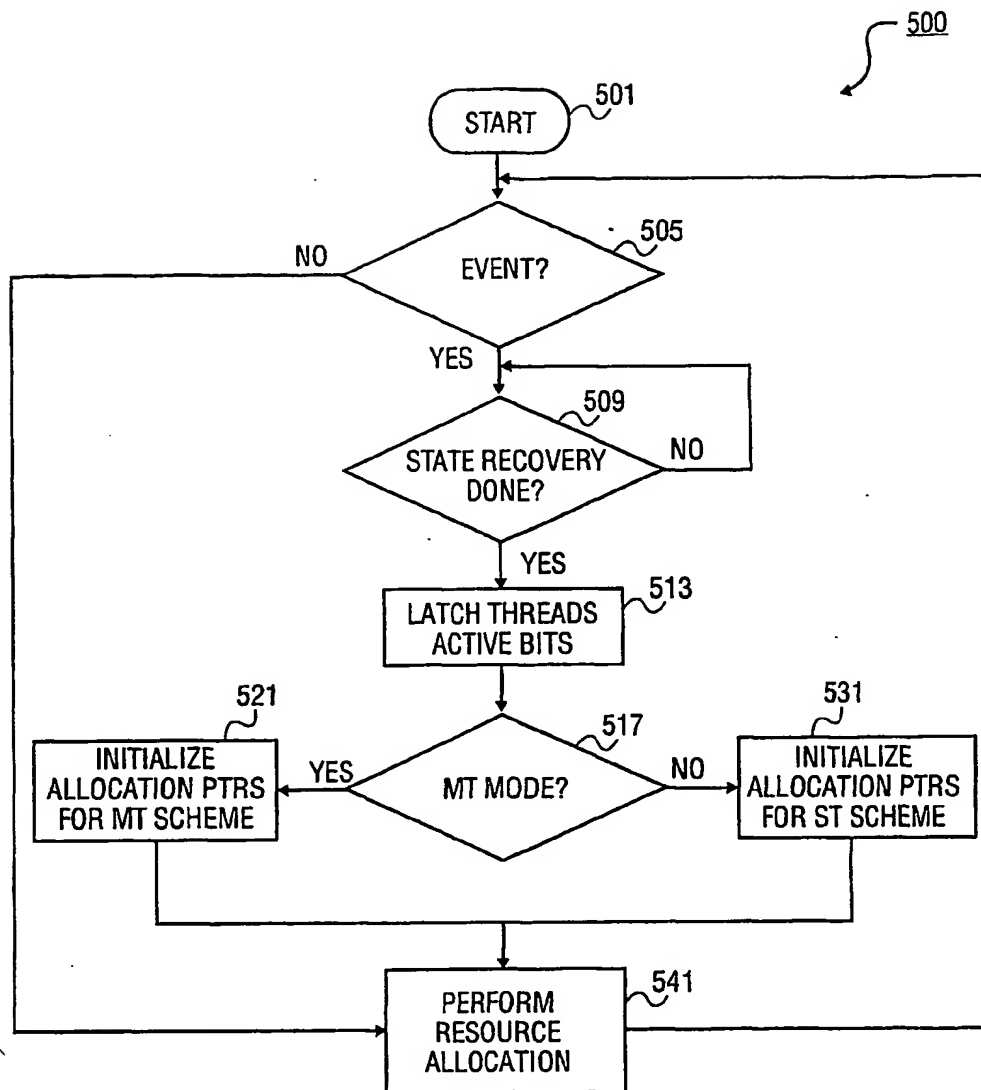 500
START
501
505
NO
EVENT?
YES
509
STATE RECOVERY
DONE?
NO
YES
513
LATCH THREADS
ACTIVE BITS
521
517
531
INITIALIZE
ALLOCATION PTRS
FOR MT SCHEME
YES
MT MODE?
NO
INITIALIZE
ALLOCATION PTRS
FOR ST SCHEME
541
PERFORM
RESOURCE
ALLOCATION